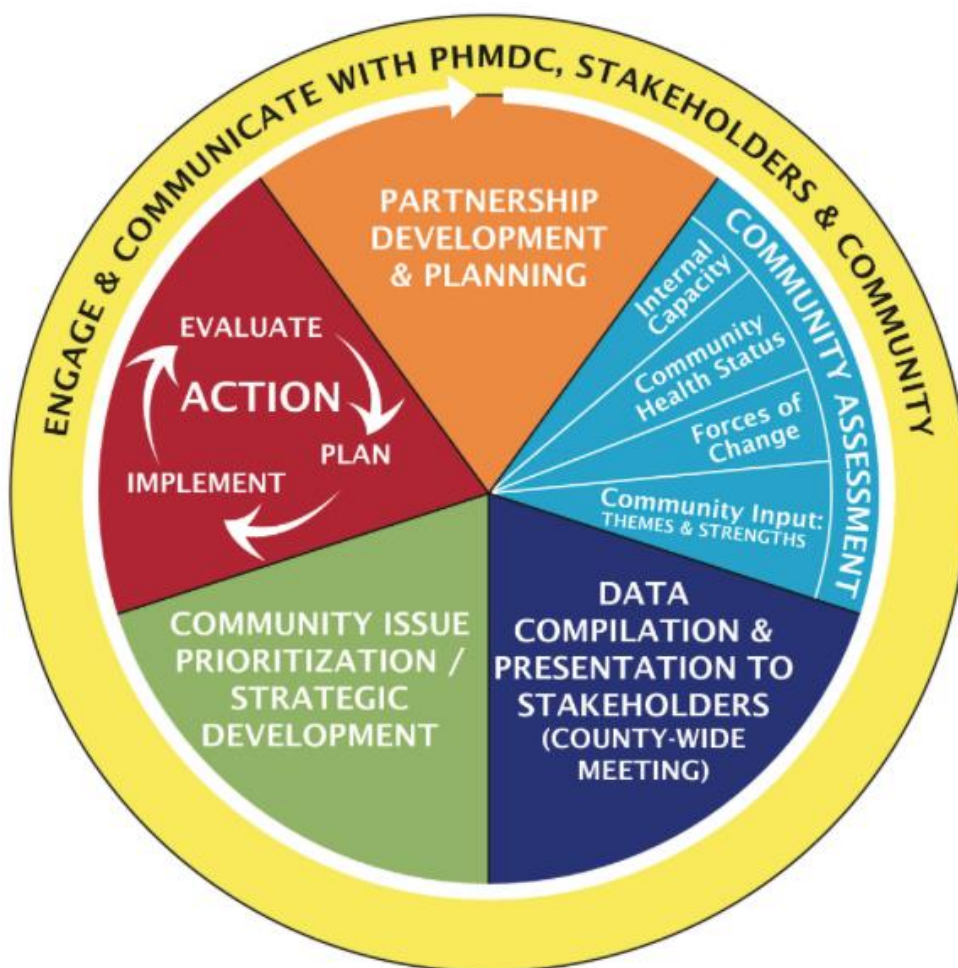 ENGAGE & COMMUNICATE WITH PHMDC, STAKEHOLDERS & COMMUNITY
PARTNERSHIP
DEVELOPMENT
& PLANNING
COMMUNITY ASSESSMENT
Internal
Capacity
Community
Health Status
Forces of
Change
Community Input:
THEMES & STRENGTHS
DATA
COMPILATION &
PRESENTATION TO
STAKEHOLDERS
(COUNTY-WIDE
MEETING)
COMMUNITY ISSUE
PRIORITIZATION /
STRATEGIC
DEVELOPMENT
EVALUATE
ACTION
PLAN
IMPLEMENT